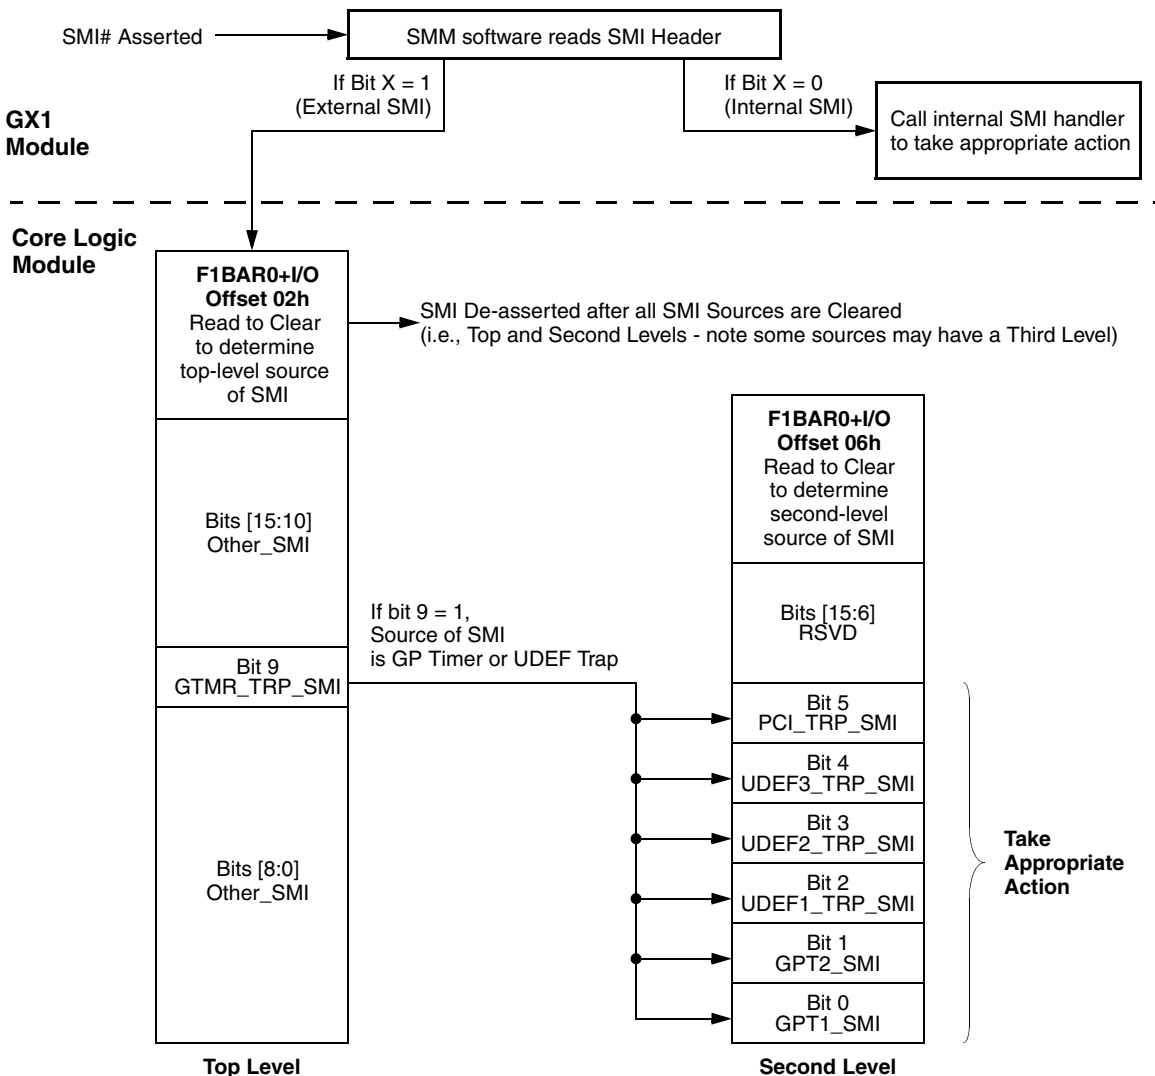 SMI# Asserted
SMM software reads SMI Header
If Bit X = 1
(External SMI)
If Bit X = 0
(Internal SMI)
Call internal SMI handler
to take appropriate action
GX1
Module
Core Logic
Module
F1BAR0+I/O
Offset 02h
Read to Clear
to determine
top-level source
of SMI
SMI De-asserted after all SMI Sources are Cleared
(i.e., Top and Second Levels - note some sources may have a Third Level)
Bits [15:10]
Other_SMI
If bit 9 = 1,
Source of SMI
is GP Timer or UDEF Trap
Bit 9
GTMR_TRP_SMI
Bits [8:0]
Other_SMI
Top Level
F1BAR0+I/O
Offset 06h
Read to Clear
to determine
second-level
source of SMI
Bits [15:6]
RSVD
Bit 5
PCI_TRP_SMI
Bit 4
UDEF3_TRP_SMI
Bit 3
UDEF2_TRP_SMI
Bit 2
UDEF1_TRP_SMI
Bit 1
GPT2_SMI
Bit 0
GPT1_SMI
Second Level
Take
Appropriate
Action